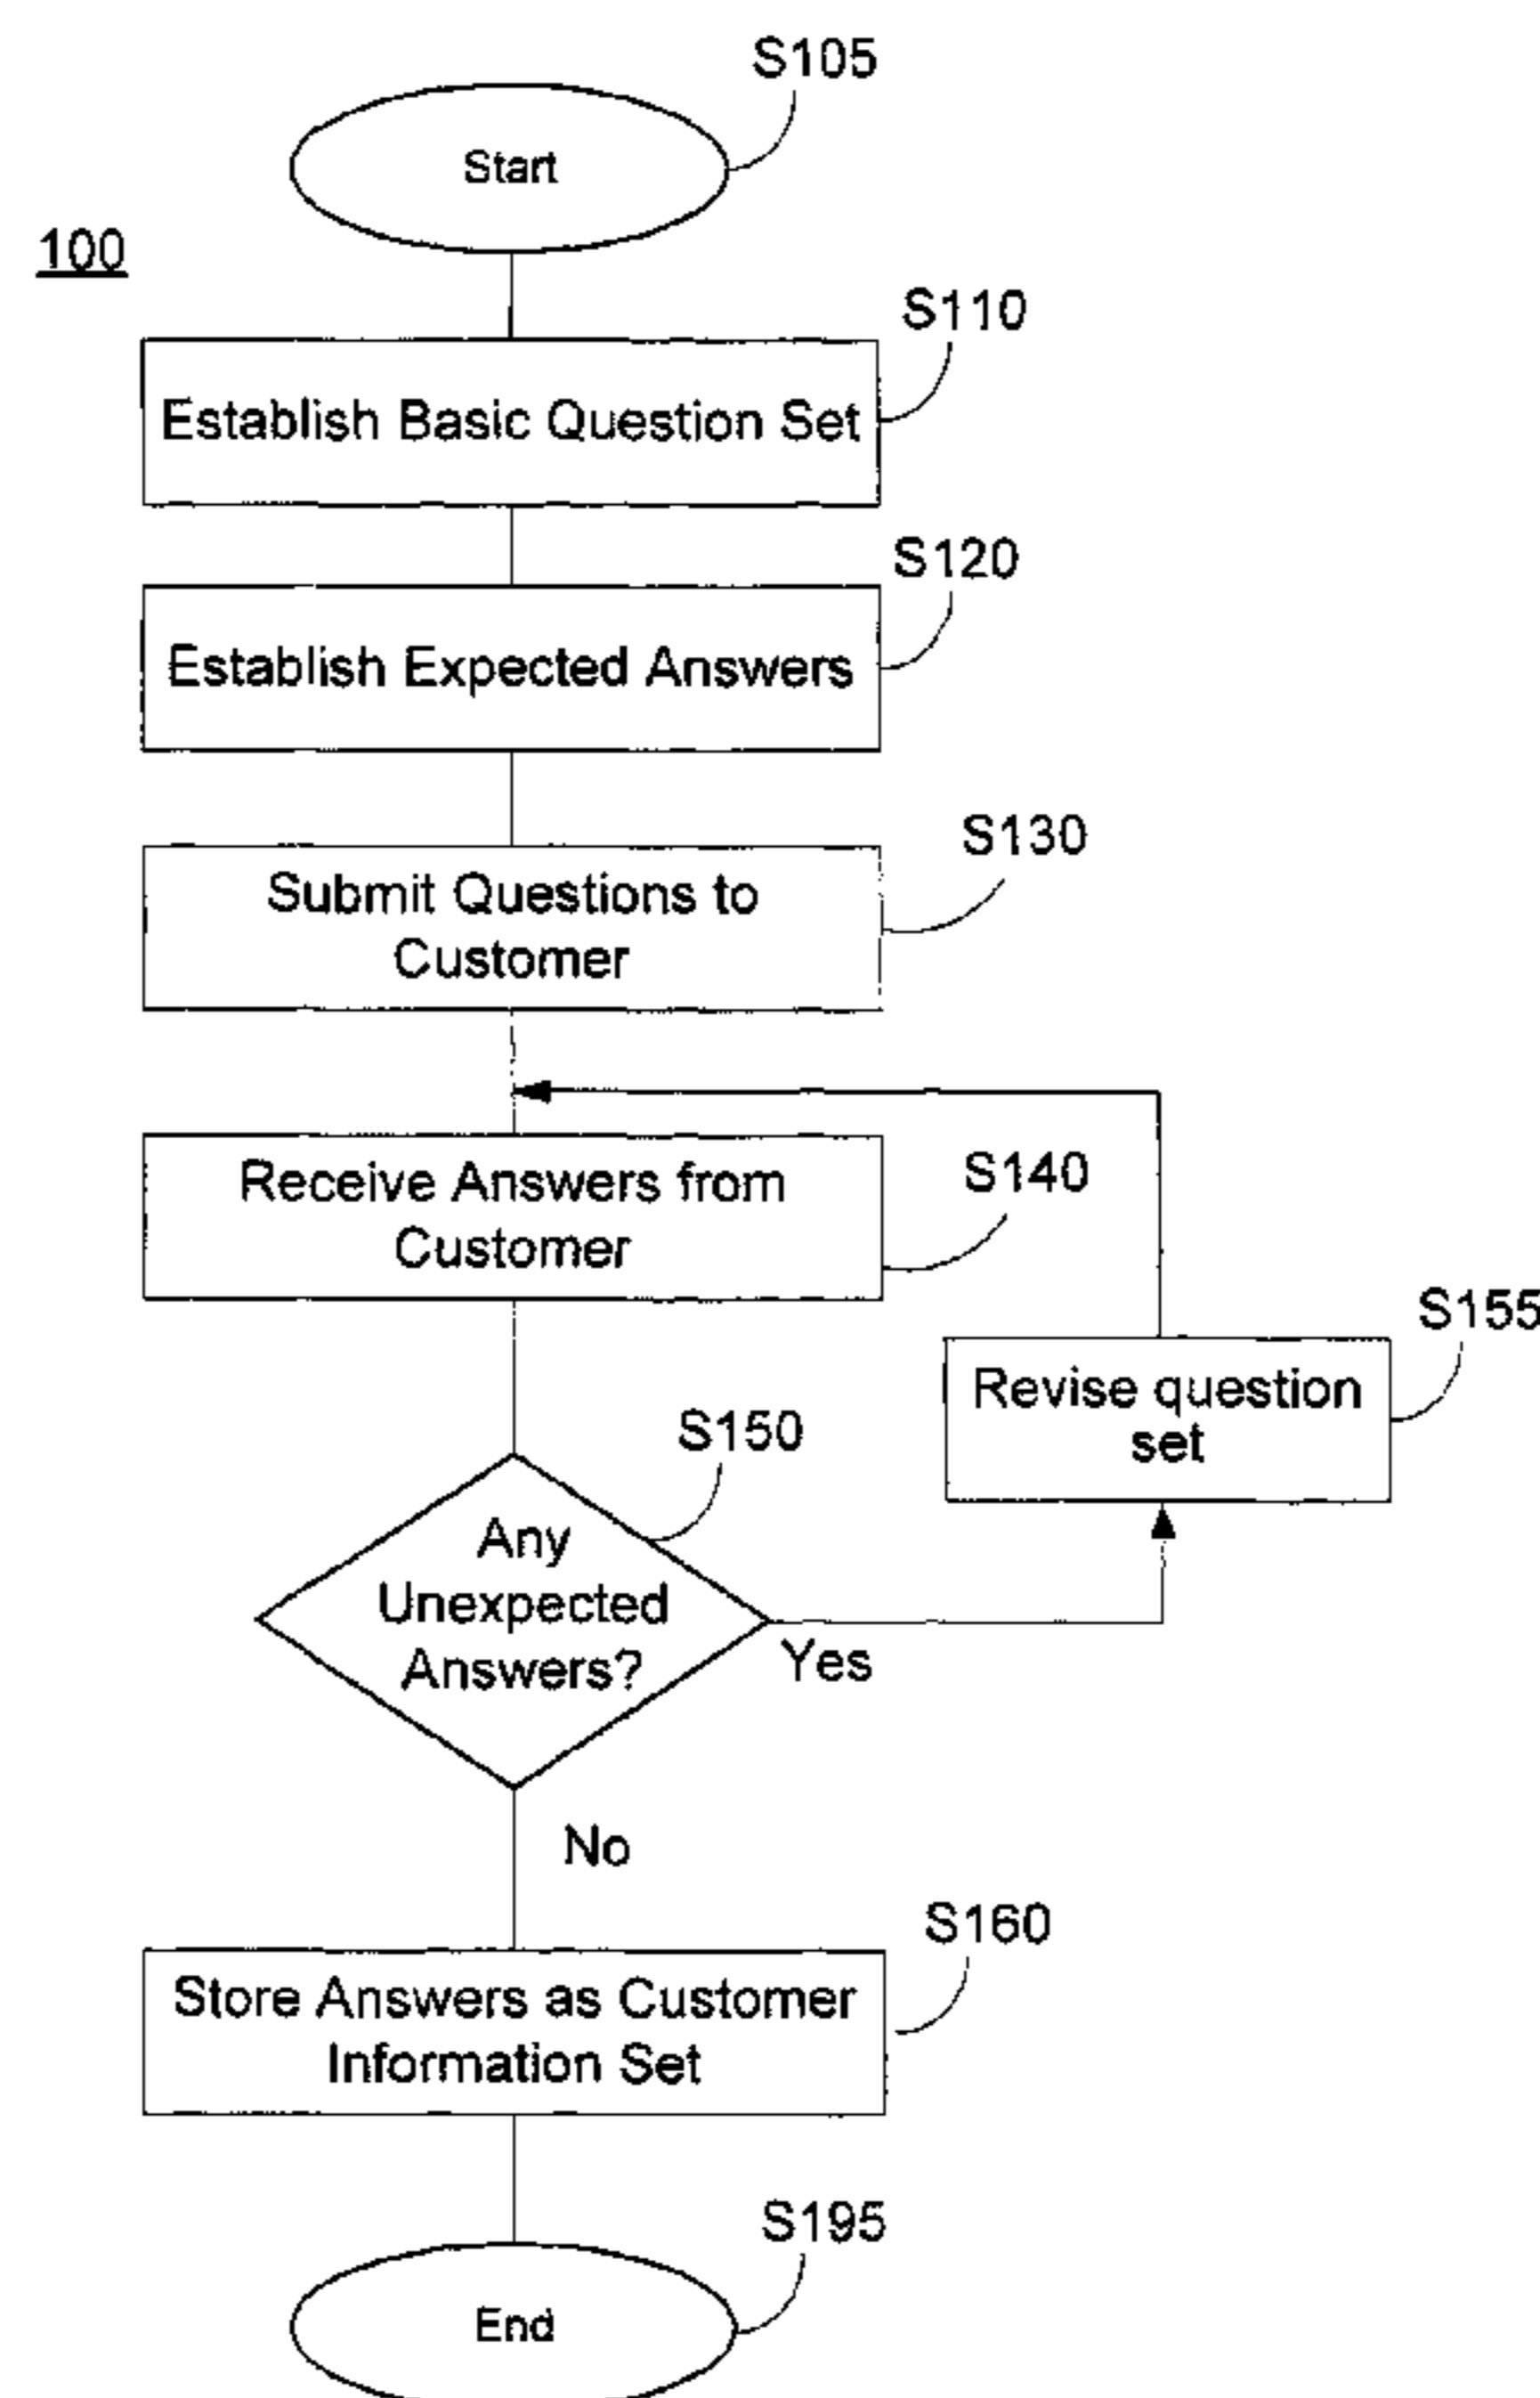 S105
Start
100
S110
Establish Basic Question Set
S120
Establish Expected Answers
S130
Submit Questions to
Customer
S140
Receive Answers from
Customer
S155
Revise question
set
S150
Any
Unexpected
Answers?
Yes
No
S160
Store Answers as Customer
Information Set
S195
End